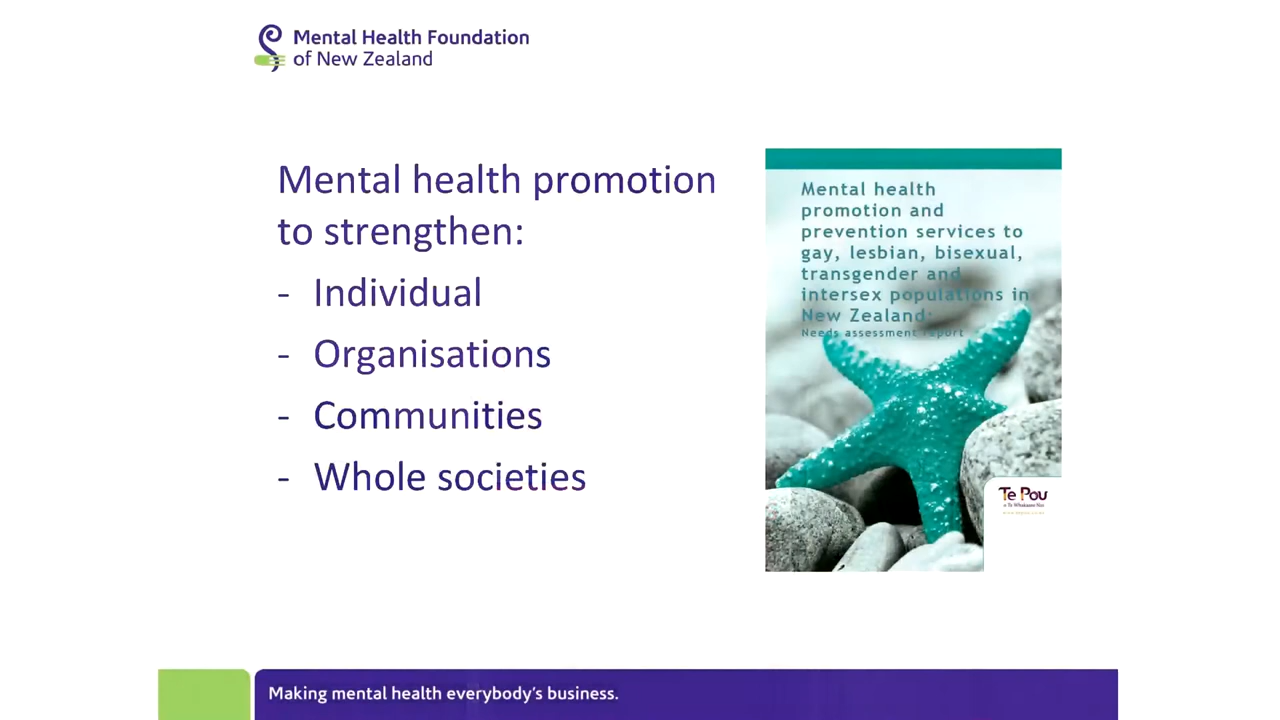 Mental Health Foundation
of New Zealand
Mental health promotion
to strengthen:
- Individual
- Organisations
- Communities
- Whole societies
Mental health
promotion and
prevention services to
gay, lesbian, bisexual,
transgender and
intersex populations in
New Zealand:
Needs assessment report
Te Pou
Making mental health everybody's business.